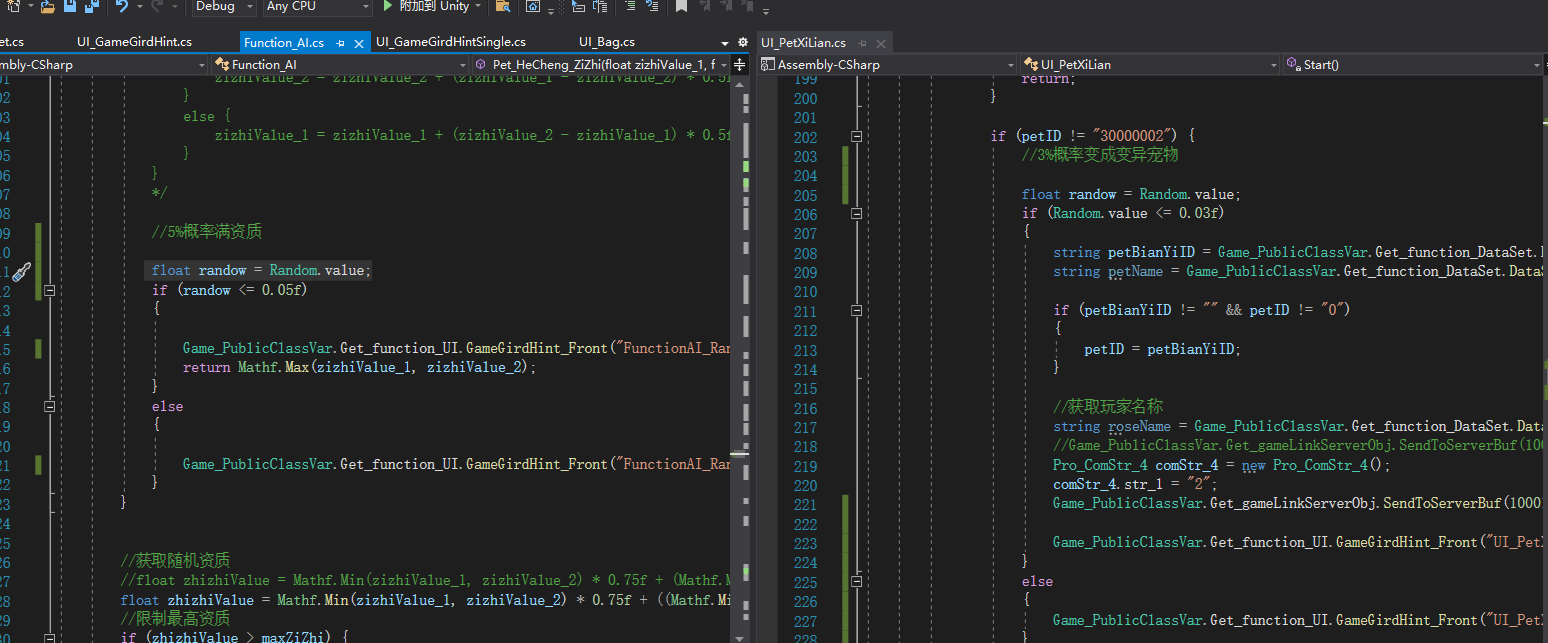 Debug Any CPU 附加到 Unity
et.cs UI_GameGirdHint.cs Function_AI.cs UI_GameGirdHintSingle.cs UI_Bag.cs
mbly-CSharp Function_AI Pet_HeCheng_ZiZhi(float zizhiValue_1, f
01 zizhiValue_2 = zizhiValue_2 + (zizhiValue_1 - zizhiValue_2) * 0.5f
02 }
03 else {
04 zizhiValue_1 = zizhiValue_1 + (zizhiValue_2 - zizhiValue_1) * 0.5f
05 }
06 }
07 */
08
09 //5%概率满资质
10
11 float randow = Random.value;
12 if (randow <= 0.05f)
13 {
14
15 Game_PublicClassVar.Get_function_UI.GameGirdHint_Front("FunctionAI_Ran
16 return Mathf.Max(zizhiValue_1, zizhiValue_2);
17 }
18 else
19 {
20
21 Game_PublicClassVar.Get_function_UI.GameGirdHint_Front("FunctionAI_Ran
22 }
23 }
24
25
26 //获取随机资质
27 //float zhizhiValue = Mathf.Min(zizhiValue_1, zizhiValue_2) * 0.75f + (Mathf.M
28 float zhizhiValue = Mathf.Min(zizhiValue_1, zizhiValue_2) * 0.75f + ((Mathf.Mi
29 //限制最高资质
30 if (zhizhiValue > maxZiZhi) {
UI_PetXiLian.cs
Assembly-CSharp UI_PetXiLian Start()
199 return;
200 }
201
202 if (petID != "30000002") {
203 //3%概率变成变异宠物
204
205 float randow = Random.value;
206 if (Random.value <= 0.03f)
207 {
208 string petBianYiID = Game_PublicClassVar.Get_function_DataSet.D
209 string petName = Game_PublicClassVar.Get_function_DataSet.DataS
210
211 if (petBianYiID != "" && petID != "0")
212 {
213 petID = petBianYiID;
214 }
215
216 //获取玩家名称
217 string roseName = Game_PublicClassVar.Get_function_DataSet.Data
218 //Game_PublicClassVar.Get_gameLinkServerObj.SendToServerBuf(100
219 Pro_ComStr_4 comStr_4 = new Pro_ComStr_4();
220 comStr_4.str_1 = "2";
221 Game_PublicClassVar.Get_gameLinkServerObj.SendToServerBuf(1000
222
223 Game_PublicClassVar.Get_function_UI.GameGirdHint_Front("UI_PetX
224 }
225 else
226 {
227 Game_PublicClassVar.Get_function_UI.GameGirdHint_Front("UI_PetX
228 }